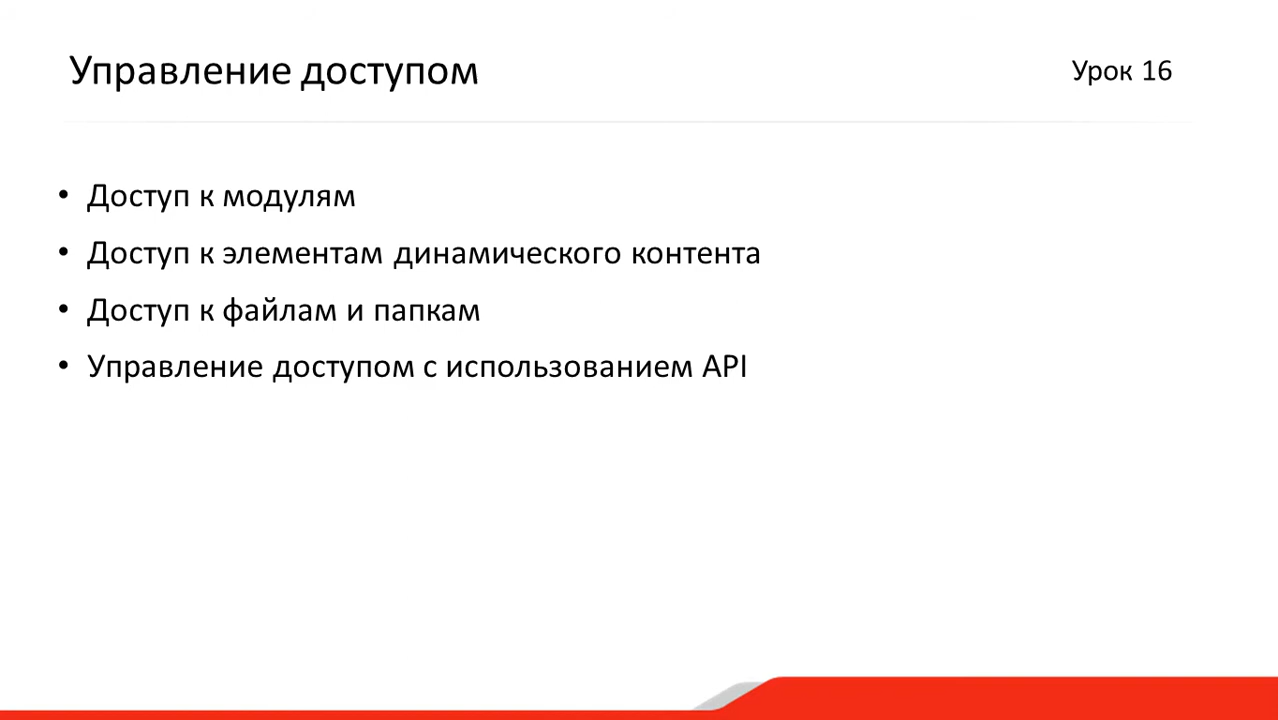 Управление доступом
Урок 16
• Доступ к модулям
• Доступ к элементам динамического контента
• Доступ к файлам и папкам
• Управление доступом с использованием API